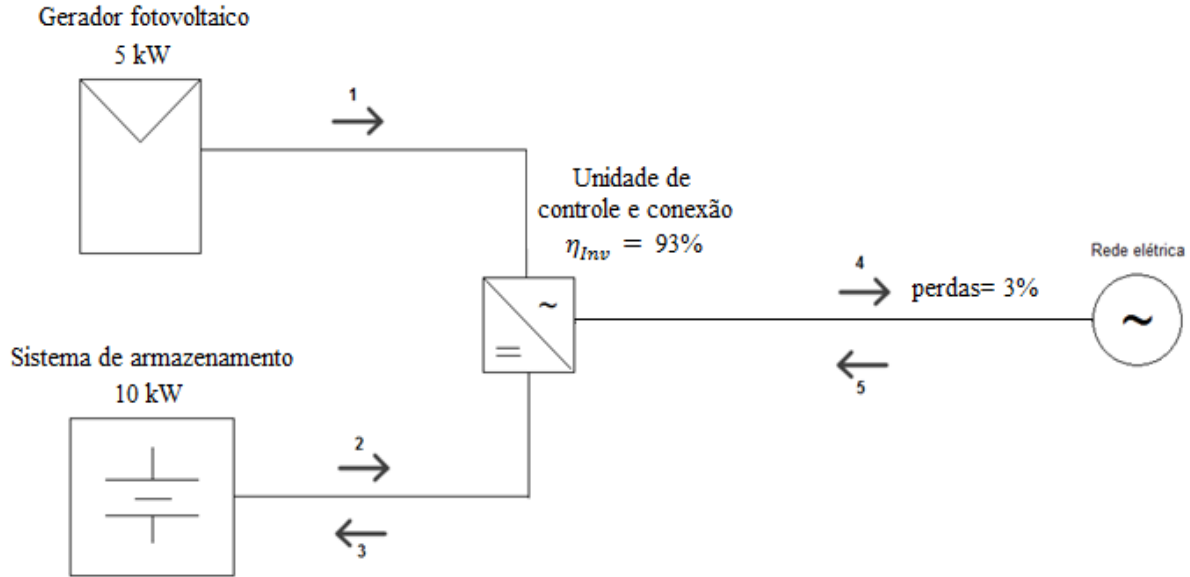 Gerador fotovoltaico
5 kW
1
Unidade de
controle e conexão
η_Inv = 93%
Rede elétrica
4
perdas= 3%
~
~
=
5
Sistema de armazenamento
10 kW
2
3